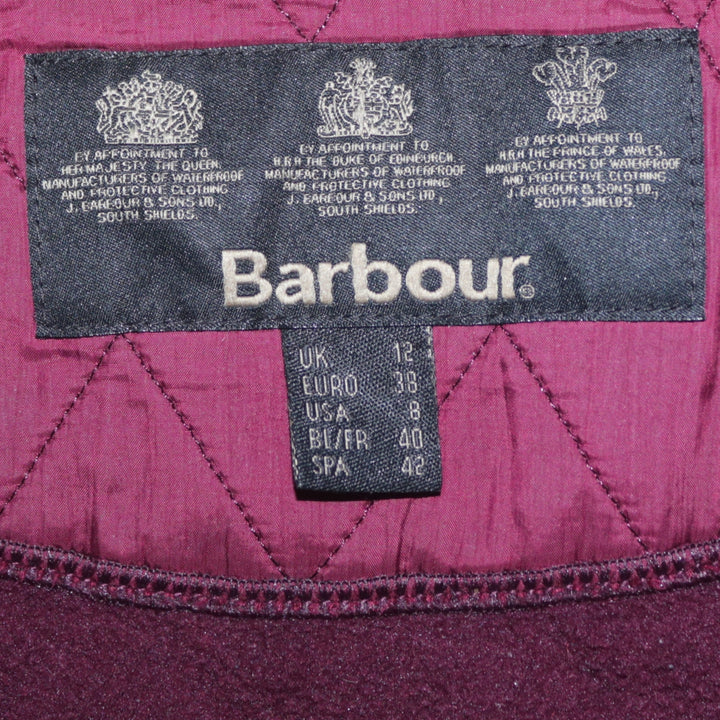 BY APPOINTMENT TO
HER MAJESTY THE QUEEN
MANUFACTURERS OF WATERPROOF
AND PROTECTIVE CLOTHING
J. BARBOUR & SONS LTD,
SOUTH SHIELDS.
BY APPOINTMENT TO
H.R.H THE DUKE OF EDINBURGH
MANUFACTURERS OF WATERPROOF
AND PROTECTIVE CLOTHING
J. BARBOUR & SONS LTD,
SOUTH SHIELDS.
BY APPOINTMENT TO
H.R.H THE PRINCE OF WALES
MANUFACTURERS OF WATERPROOF
AND PROTECTIVE CLOTHING
J. BARBOUR & SONS LTD,
SOUTH SHIELDS.
Barbour®
UK 12
EURO 38
USA 8
BL/FR 40
SPA 42